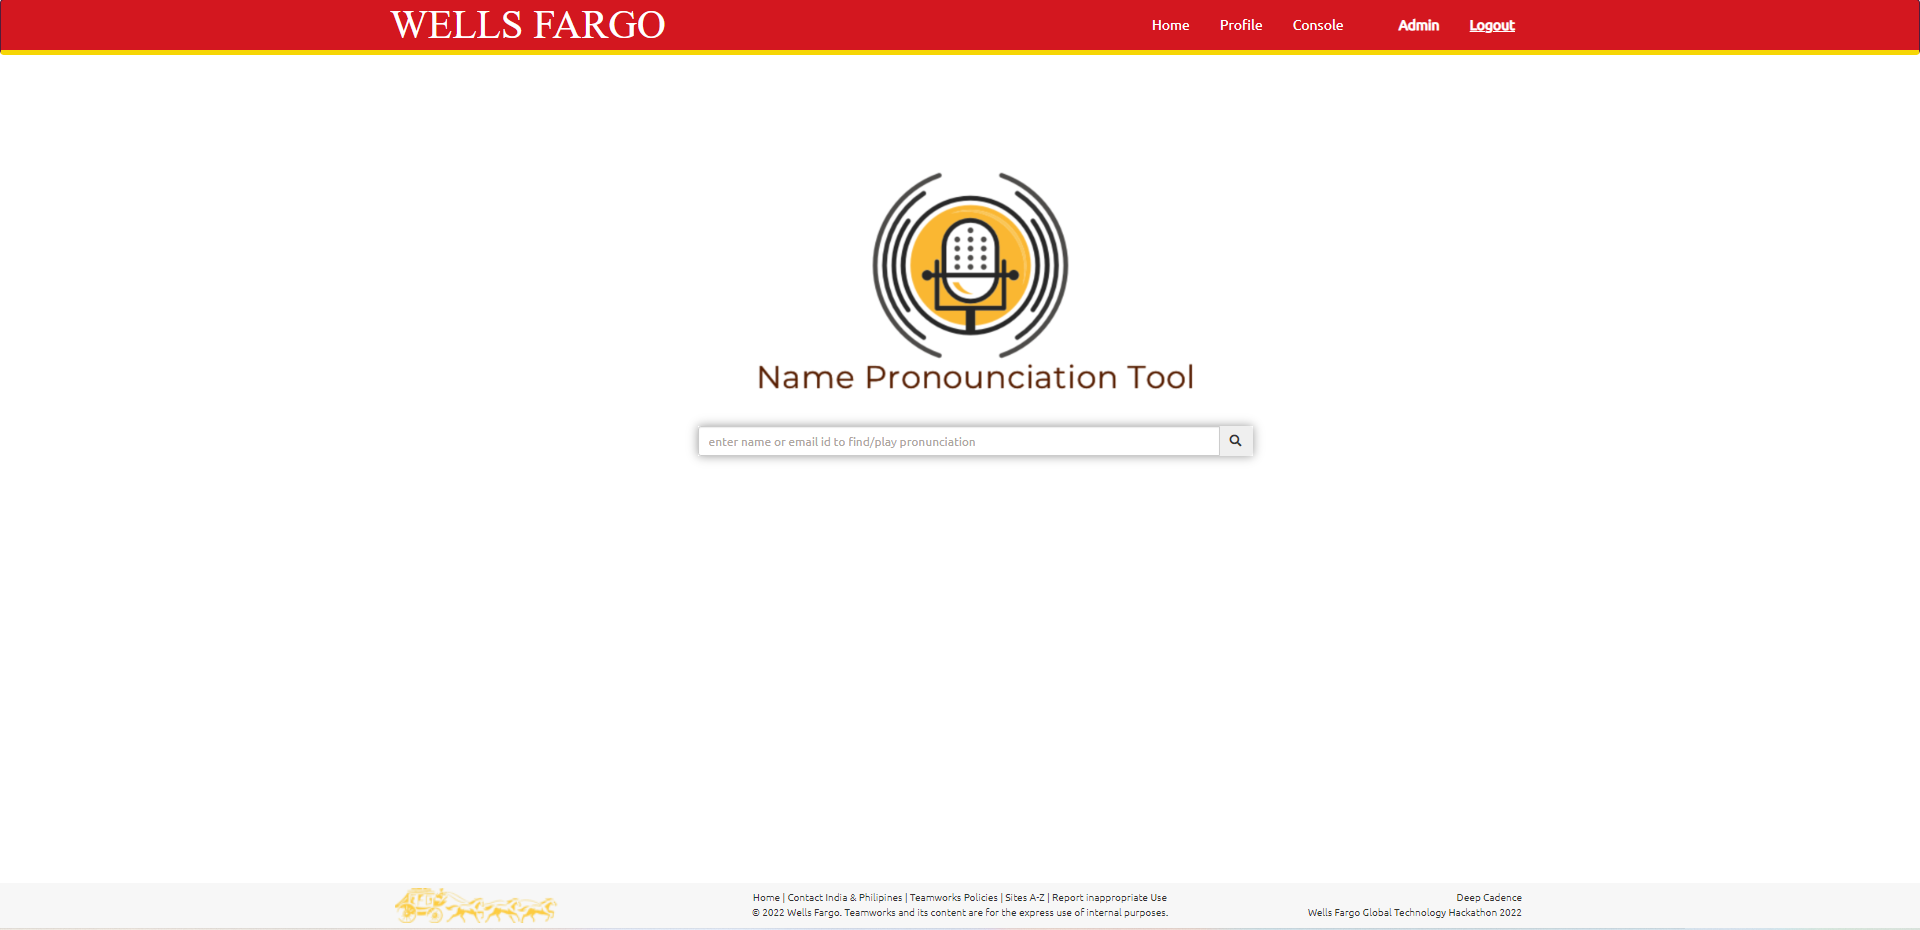 WELLS FARGO
Home Profile Console Admin Logout
Name Pronounciation Tool
enter name or email id to find/play pronunciation
Home | Contact India & Philipines | Teamworks Policies | Sites A-Z | Report inappropriate Use
© 2022 Wells Fargo. Teamworks and its content are for the express use of internal purposes.
Deep Cadence
Wells Fargo Global Technology Hackathon 2022